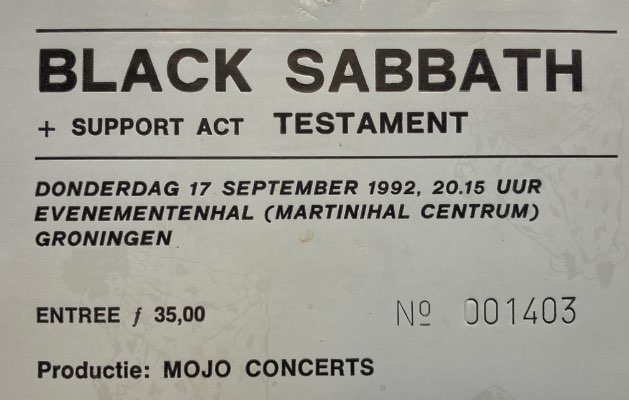 BLACK SABBATH
+ SUPPORT ACT TESTAMENT
DONDERDAG 17 SEPTEMBER 1992, 20.15 UUR
EVENEMENTENHAL (MARTINIHAL CENTRUM)
GRONINGEN
ENTREE ƒ 35,00 Nº 001403
Productie: MOJO CONCERTS